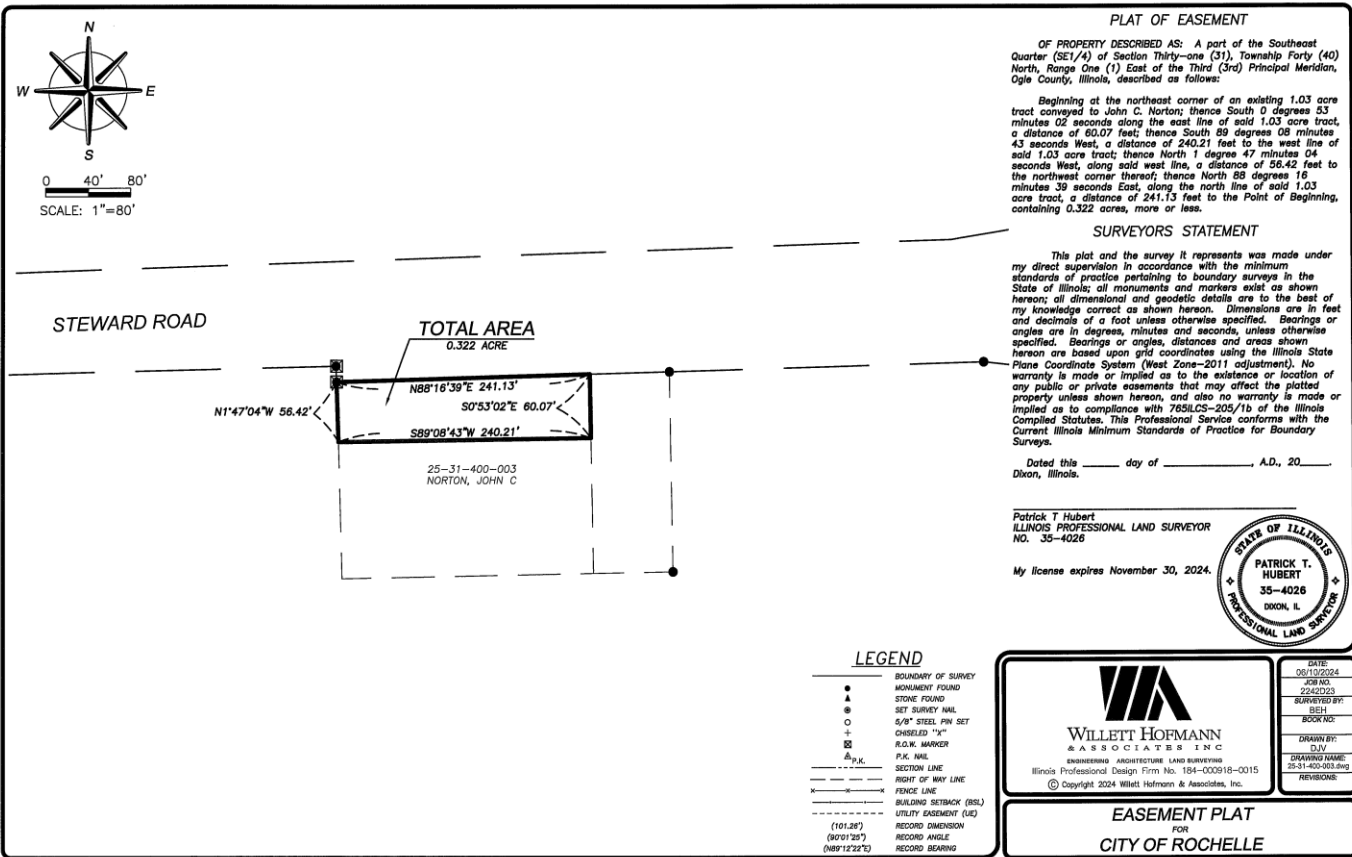 N
W
E
S
0 40' 80'
SCALE: 1"=80'
STEWARD ROAD
TOTAL AREA
0.322 ACRE
N88°16'39"E 241.13'
N1°47'04"W 56.42'
S0°53'02"E 60.07'
S89°08'43"W 240.21'
25-31-400-003
NORTON, JOHN C
PLAT OF EASEMENT
OF PROPERTY DESCRIBED AS: A part of the Southeast
Quarter (SE1/4) of Section Thirty-one (31), Township Forty (40)
North, Range One (1) East of the Third (3rd) Principal Meridian,
Ogle County, Illinois, described as follows:
Beginning at the northeast corner of an existing 1.03 acre
tract conveyed to John C. Norton; thence South 0 degrees 53
minutes 02 seconds along the east line of said 1.03 acre tract,
a distance of 60.07 feet; thence South 89 degrees 08 minutes
43 seconds West, a distance of 240.21 feet to the west line of
said 1.03 acre tract; thence North 1 degree 47 minutes 04
seconds West, along said west line, a distance of 56.42 feet to
the northwest corner thereof; thence North 88 degrees 16
minutes 39 seconds East, along the north line of said 1.03
acre tract, a distance of 241.13 feet to the Point of Beginning,
containing 0.322 acres, more or less.
SURVEYORS STATEMENT
This plat and the survey it represents was made under
my direct supervision in accordance with the minimum
standards of practice pertaining to boundary surveys in the
State of Illinois; all monuments and markers exist as shown
hereon; all dimensional and geodetic details are to the best of
my knowledge correct as shown hereon. Dimensions are in feet
and decimals of a foot unless otherwise specified. Bearings or
angles are in degrees, minutes and seconds, unless otherwise
specified. Bearings or angles, distances and areas shown
hereon are based upon grid coordinates using the Illinois State
Plane Coordinate System (West Zone-2011 adjustment). No
warranty is made or implied as to the existence or location of
any public or private easements that may affect the platted
property unless shown hereon, and also no warranty is made or
implied as to compliance with 765ILCS-205/1b of the Illinois
Compiled Statutes. This Professional Service conforms with the
Current Illinois Minimum Standards of Practice for Boundary
Surveys.
Dated this ______ day of ____________, A.D., 20____.
Dixon, Illinois.
Patrick T Hubert
ILLINOIS PROFESSIONAL LAND SURVEYOR
NO. 35-4026
My license expires November 30, 2024.
STATE OF ILLINOIS
PATRICK T.
HUBERT
35-4026
DIXON, IL
PROFESSIONAL LAND SURVEYOR
LEGEND
BOUNDARY OF SURVEY
MONUMENT FOUND
STONE FOUND
SET SURVEY NAIL
5/8" STEEL PIN SET
CHISELED "X"
R.O.W. MARKER
P.K. P.K. NAIL
SECTION LINE
RIGHT OF WAY LINE
FENCE LINE
BUILDING SETBACK (BSL)
UTILITY EASEMENT (UE)
(101.26') RECORD DIMENSION
(90°01'25") RECORD ANGLE
(N89°12'22"E) RECORD BEARING
WILLETT HOFMANN
& ASSOCIATES INC
ENGINEERING ARCHITECTURE LAND SURVEYING
Illinois Professional Design Firm No. 184-000918-0015
© Copyright 2024 Willett Hofmann & Associates, Inc.
DATE:
06/10/2024
JOB NO.
2242D23
SURVEYED BY:
BEH
BOOK NO:
DRAWN BY:
DJV
DRAWING NAME:
25-31-400-003.dwg
REVISIONS:
EASEMENT PLAT
FOR
CITY OF ROCHELLE